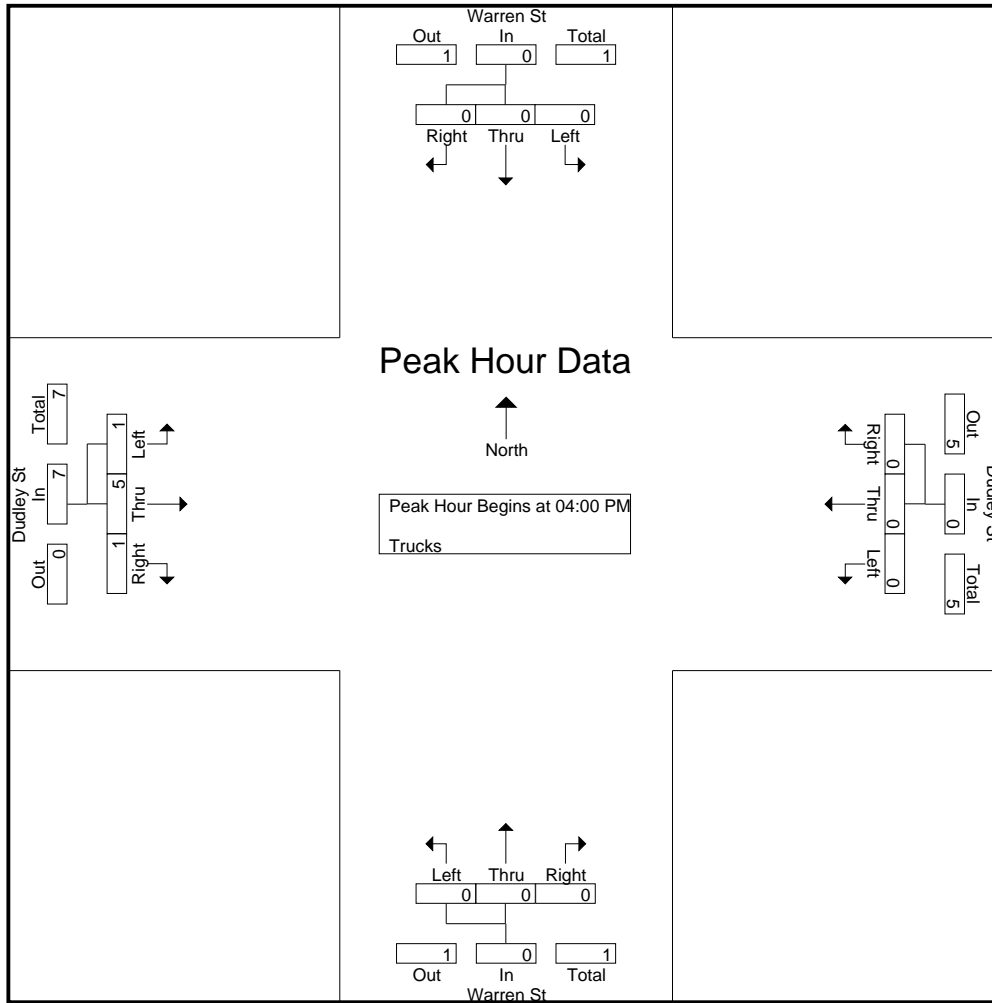 Warren St
Out In Total
1 0 1
0 0 0
Right Thru Left
Peak Hour Data
North
Peak Hour Begins at 04:00 PM
Trucks
Dudley St
Out In Total
0 7 7
Right Thru Left
1 5 1
Dudley St
Out In Total
5 0 5
Right Thru Left
0 0 0
Left Thru Right
0 0 0
1 0 1
Out In Total
Warren St